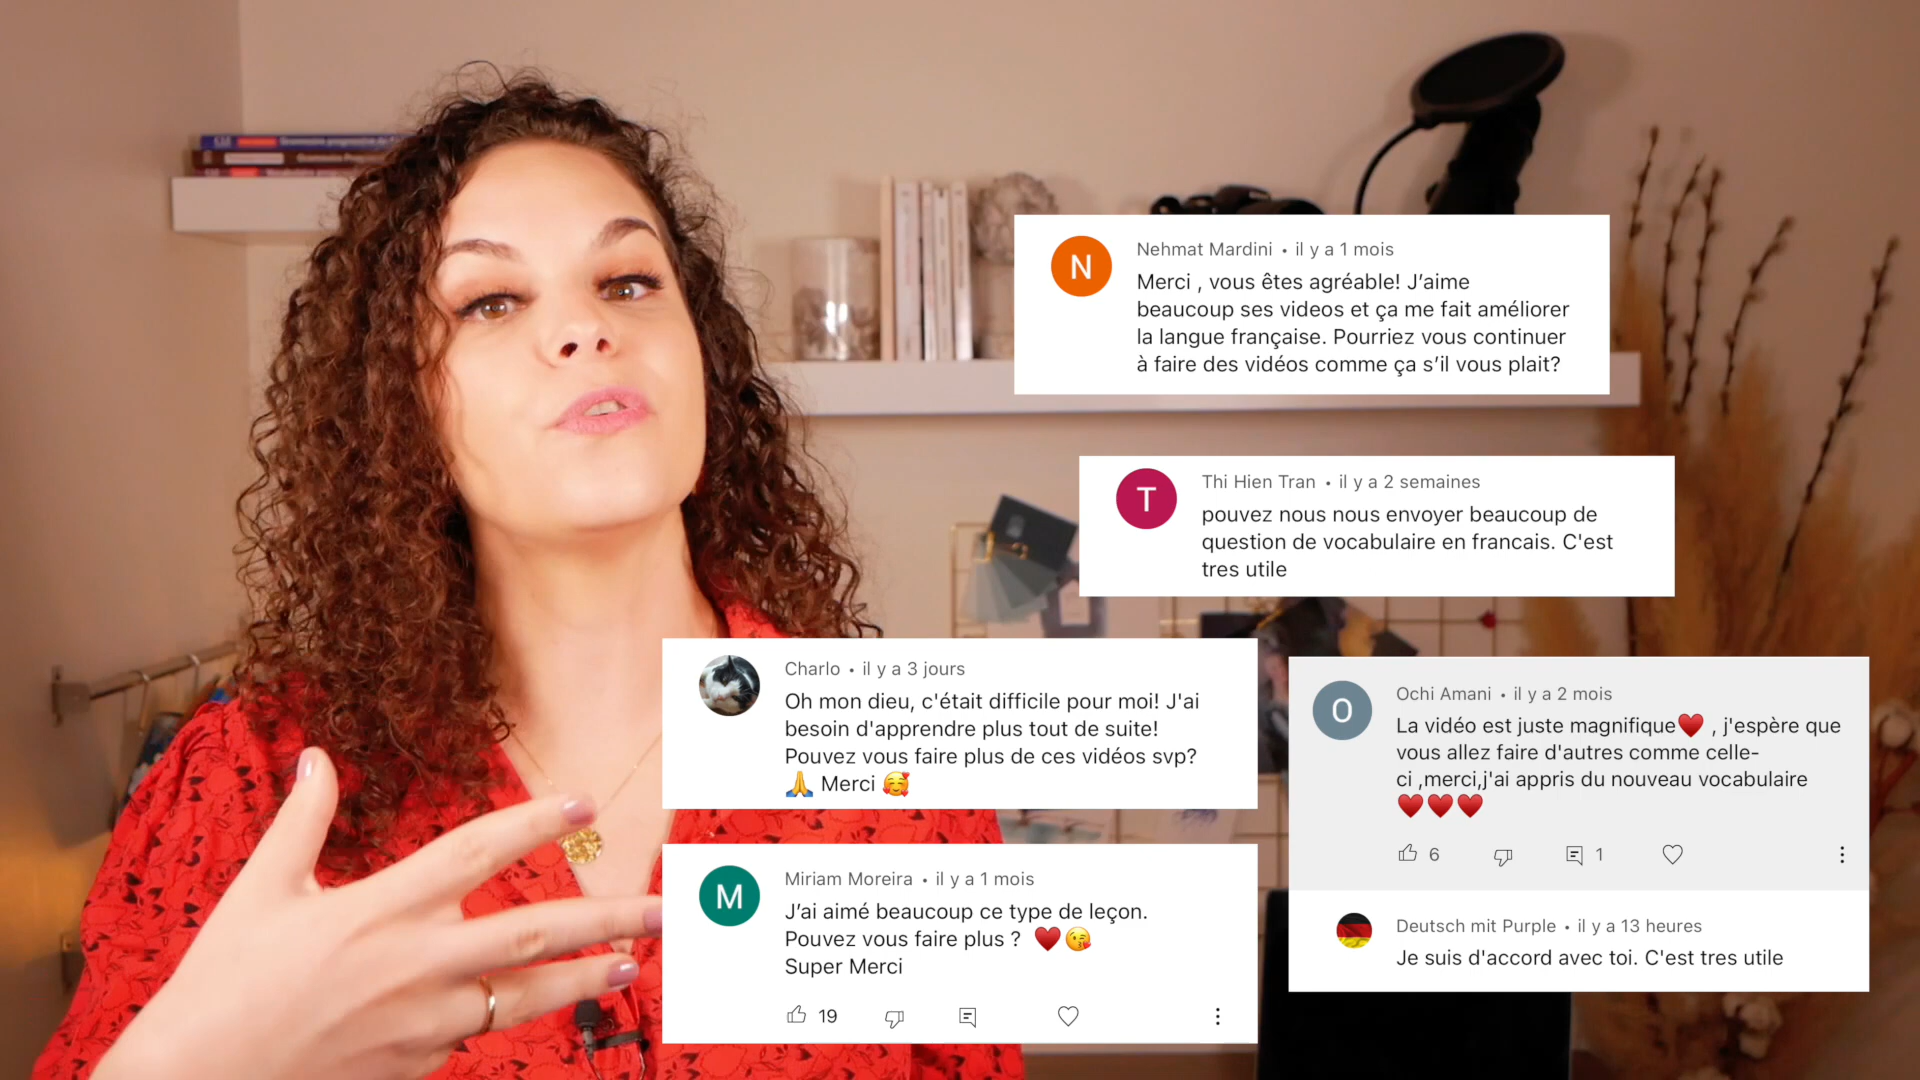 Nehmat Mardini • il y a 1 mois
N
Merci , vous êtes agréable! J’aime
beaucoup ses videos et ça me fait améliorer
la langue française. Pourriez vous continuer
à faire des vidéos comme ça s’il vous plait?
Thi Hien Tran • il y a 2 semaines
T
pouvez nous nous envoyer beaucoup de
question de vocabulaire en francais. C'est
tres utile
Charlo • il y a 3 jours
Oh mon dieu, c'était difficile pour moi! J'ai
besoin d'apprendre plus tout de suite!
Pouvez vous faire plus de ces vidéos svp?
🙏 Merci 🥰
Ochi Amani • il y a 2 mois
O
La vidéo est juste magnifique♥️ , j'espère que
vous allez faire d'autres comme celle-
ci ,merci,j'ai appris du nouveau vocabulaire
♥️♥️♥️
6 1
Miriam Moreira • il y a 1 mois
M
J’ai aimé beaucoup ce type de leçon.
Pouvez vous faire plus ? ♥️😘
Super Merci
19
Deutsch mit Purple • il y a 13 heures
Je suis d'accord avec toi. C'est tres utile